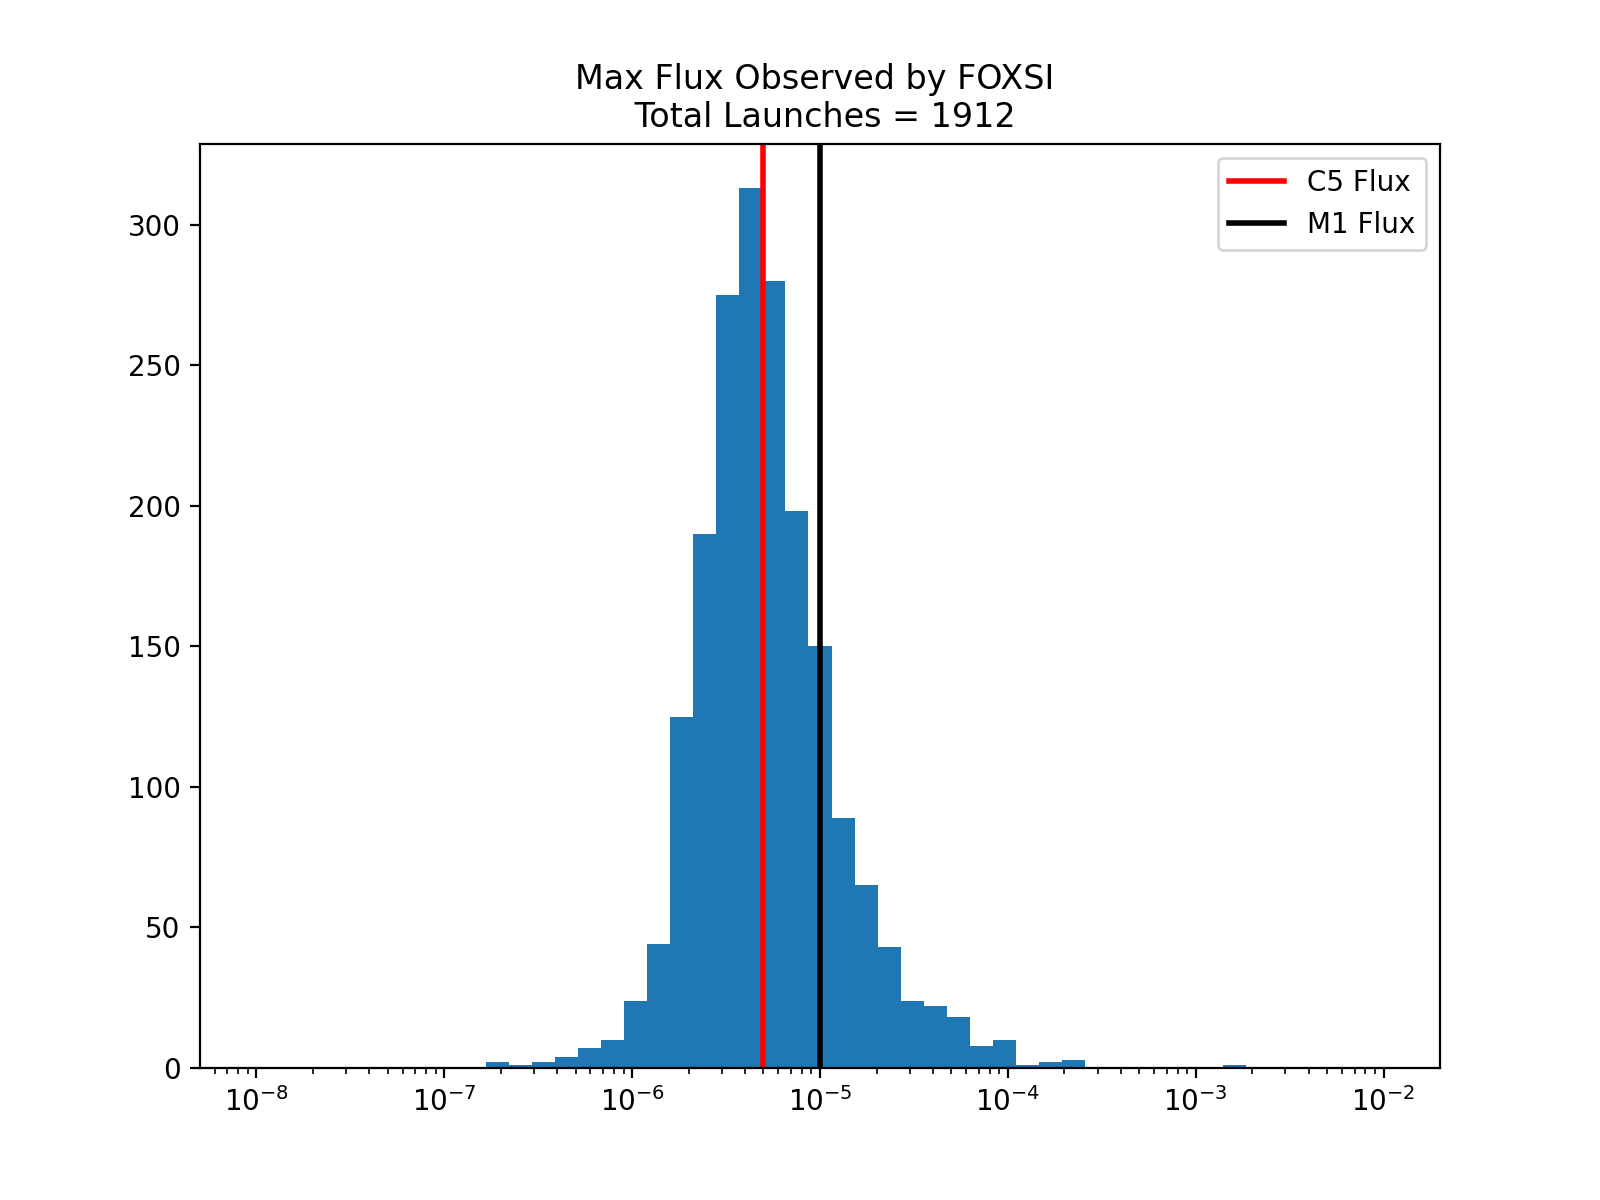 Max Flux Observed by FOXSI
Total Launches = 1912
C5 Flux
M1 Flux
300
250
200
150
100
50
0
10⁻⁸ 10⁻⁷ 10⁻⁶ 10⁻⁵ 10⁻⁴ 10⁻³ 10⁻²